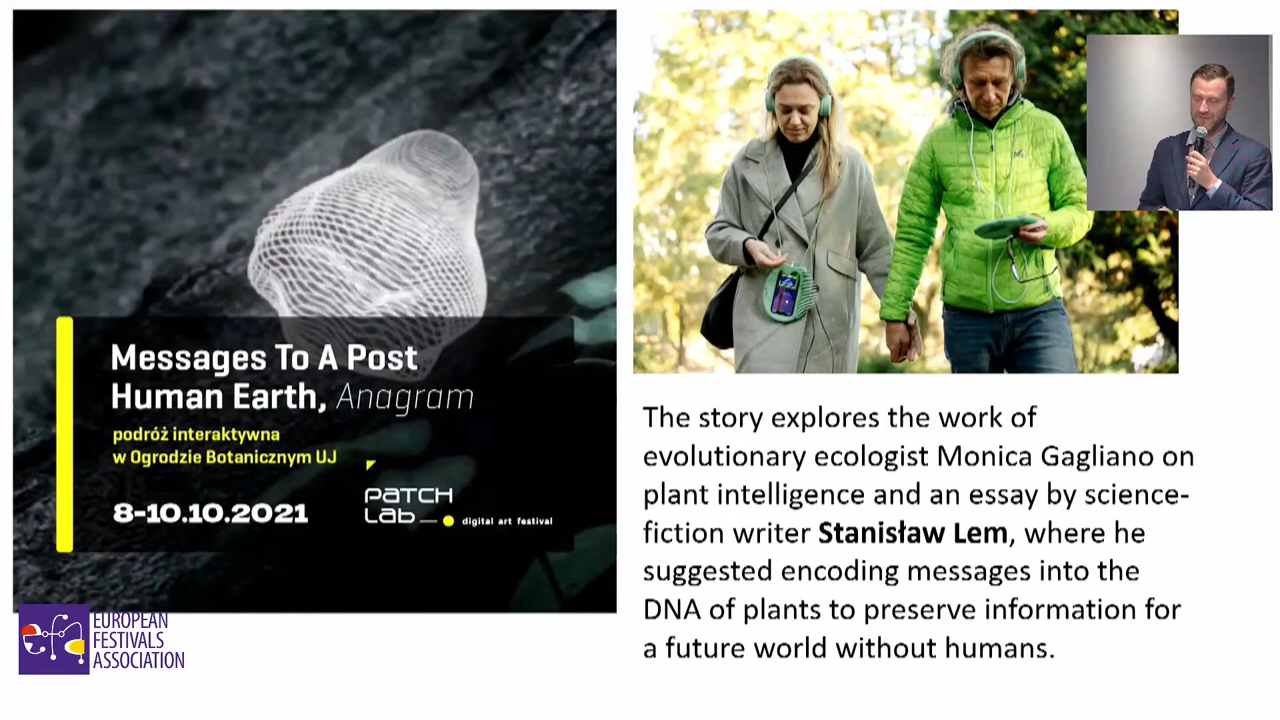 Messages To A Post
Human Earth, Anagram
podróż interaktywna
w Ogrodzie Botanicznym UJ
8-10.10.2021
PATCH
Lab
digital art festival
EUROPEAN
FESTIVALS
ASSOCIATION
The story explores the work of
evolutionary ecologist Monica Gagliano on
plant intelligence and an essay by science-
fiction writer Stanisław Lem, where he
suggested encoding messages into the
DNA of plants to preserve information for
a future world without humans.